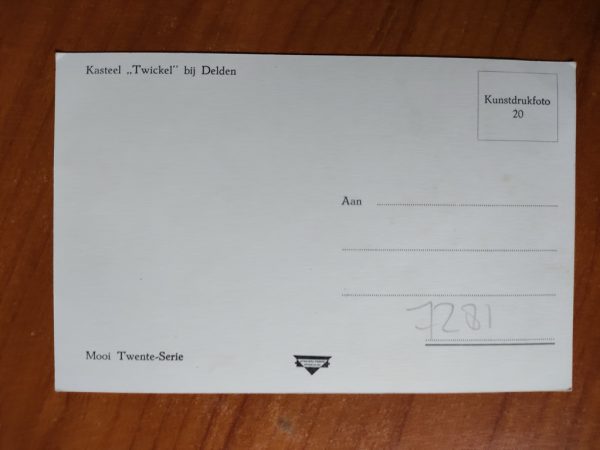 Kasteel „Twickel” bij Delden
Kunstdrukfoto
20
Aan
7281
Mooi Twente-Serie